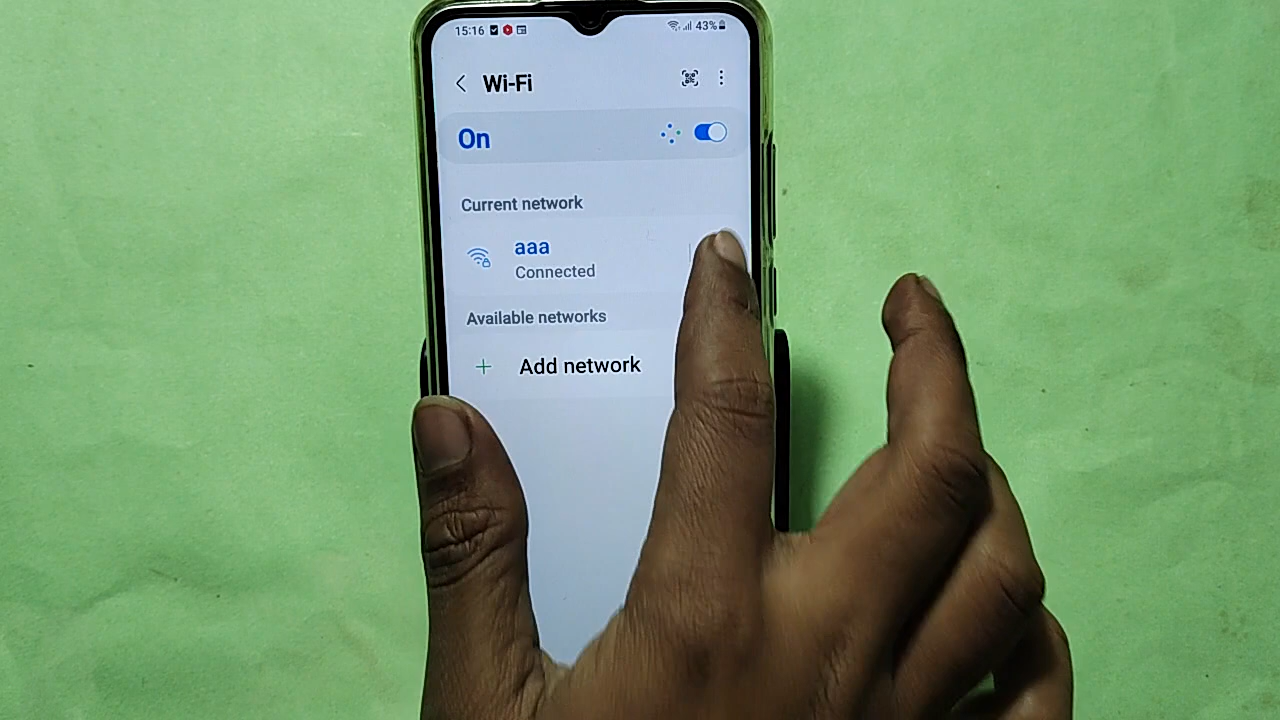 15:16 43%
Wi-Fi
On
Current network
aaa
Connected
Available networks
Add network